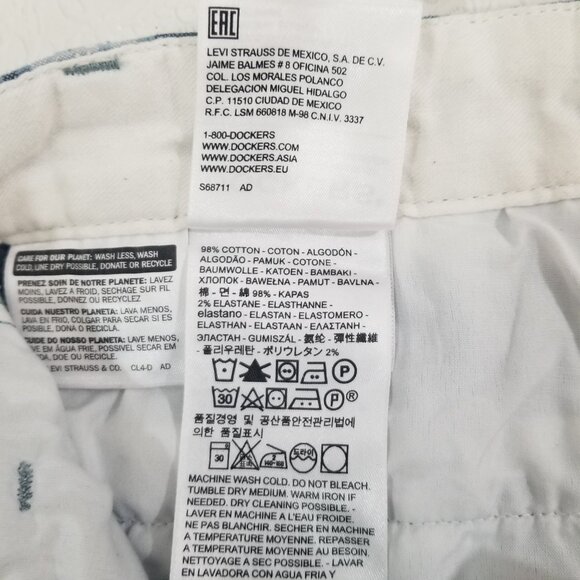 EAC
LEVI STRAUSS DE MEXICO, S.A. DE C.V.
JAIME BALMES # 8 OFICINA 502
COL. LOS MORALES POLANCO
DELEGACION MIGUEL HIDALGO
C.P. 11510 CIUDAD DE MEXICO
R.F.C. LSM 660818 M-98 C.N.I.V. 3337
1-800-DOCKERS
WWW.DOCKERS.COM
WWW.DOCKERS.ASIA
WWW.DOCKERS.EU
S68711 AD
CARE FOR OUR PLANET: WASH LESS, WASH
COLD, LINE DRY POSSIBLE, DONATE OR RECYCLE
PRENEZ SOIN DE NOTRE PLANETE: LAVEZ
MOINS, LAVEZ A FROID, SECHAGE SUR FIL
POSSIBLE, DONNEZ OU RECYCLEZ
CUIDA NUESTRO PLANETA: LAVA MENOS,
LAVA EN FRIO, COLGAR PARA SECAR SI ES
POSIBLE, DONA O RECICLA.
CUIDE DO NOSSO PLANETA: LAVE MENOS,
LAVE EM ÁGUA FRIE, POSSIVEL SECAR EM
DOE OU RECICLE
LEVI STRAUSS & CO. CL4-D AD
98% COTTON - COTON - ALGODÓN -
ALGODÃO - PAMUK - COTONE -
BAUMWOLLE - KATOEN - BAMBAKI -
ХЛОПОК - BAWEŁNA - PAMUT - BAVLNA -
棉 - 면 - 綿 98% - KAPAS
2% ELASTANE - ELASTHANNE -
elastano - ELASTAN - ELASTOMERO -
ELASTHAN - ELASTAAN - ΕΛΑΣΤΑΝΗ -
ЭЛАСТАН - GUMISZÁL - 氨纶 - 彈性纖維
- 폴리우레탄 - ポリウレタン 2%
P
30 P ®
품질경영 및 공산품안전관리법에
의한 품질표시
30 2 140-160 드라이
MACHINE WASH COLD. DO NOT BLEACH.
TUMBLE DRY MEDIUM. WARM IRON IF
NEEDED. DRY CLEANING POSSIBLE. -
LAVER EN MACHINE A L'EAU FROIDE.
NE PAS BLANCHIR. SECHER EN MACHINE
A TEMPERATURE MOYENNE. REPASSER
A TEMPERATURE MOYENNE AU BESOIN.
NETTOYAGE A SEC POSSIBLE. - LAVAR
EN LAVADORA CON AGUA FRIA Y